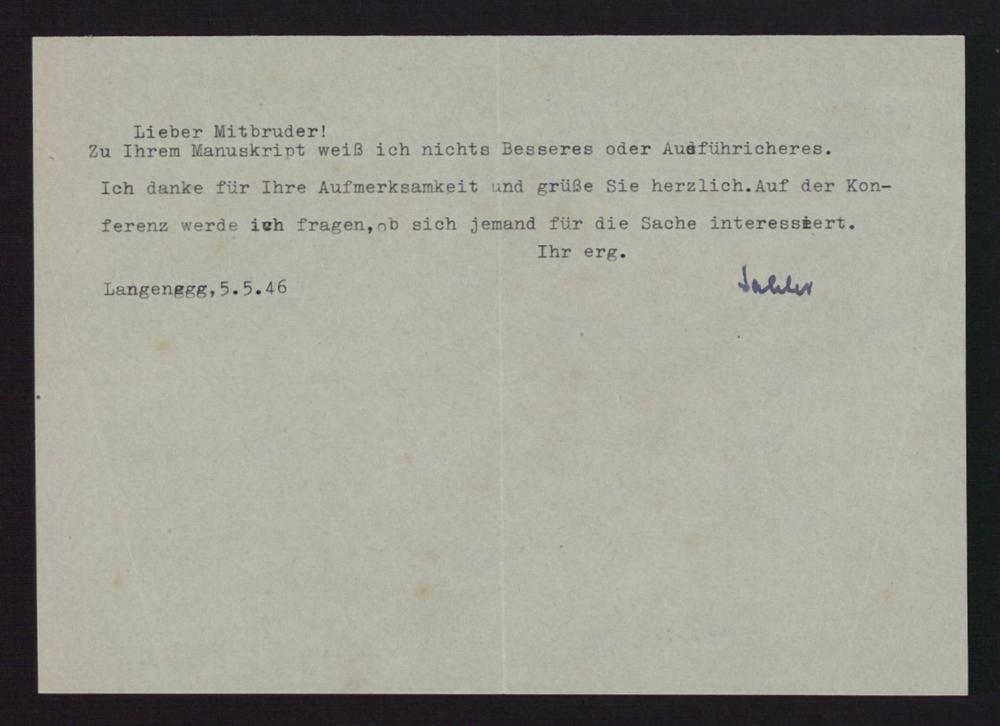 Lieber Mitbruder!
Zu Ihrem Manuskript weiß ich nichts Besseres oder Ausführicheres.
Ich danke für Ihre Aufmerksamkeit und grüße Sie herzlich.Auf der Kon-
ferenz werde ich fragen,ob sich jemand für die Sache interessiert.
Ihr erg.
Langenggg,5.5.46